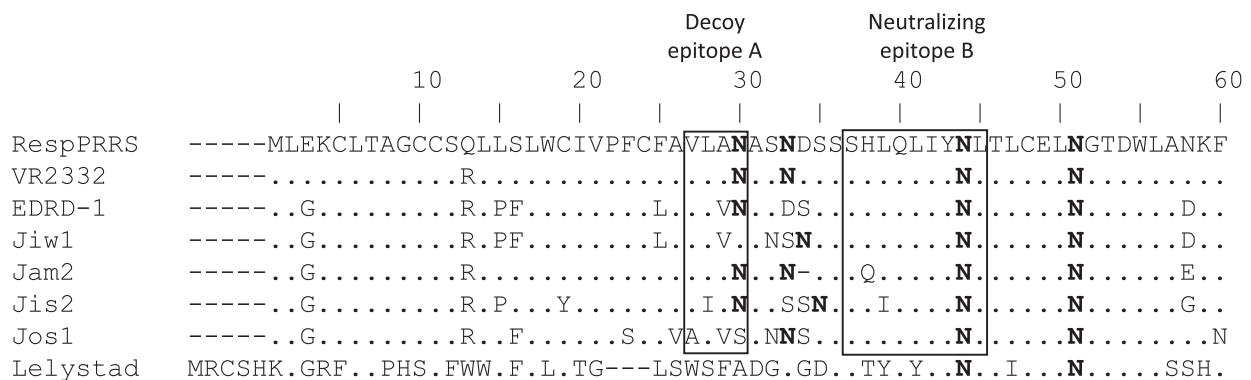 Decoy epitope A
Neutralizing epitope B
10 20 30 40 50 60
| | | | | | | | | | |
RespPRRS -----MLEKCLTAGCCSQLLSLWCIVPFCFAVLANASNDSSSHLQLIYNLTLCELNGTDWLANKF
VR2332 -----............R................N..N..........N......N.........
EDRD-1 -----..G.........R.PF........L...VN..DS.........N......N......D..
Jiw1 -----..G.........R.PF........L...V..NSN.........N......N......D..
Jam2 -----..G.........R................N..N-...Q.....N......N......E..
Jis2 -----..G.........R.P...Y........I.N..SSN...I....N......N......G..
Jos1 -----..G.........R..F......S..VA.VS.NNS.........N......N........N
Lelystad MRCSHK.GRF..PHS.FWW.F.L.TG---LSWSFADG.GD..TY.Y..N..I...N.....SSH.